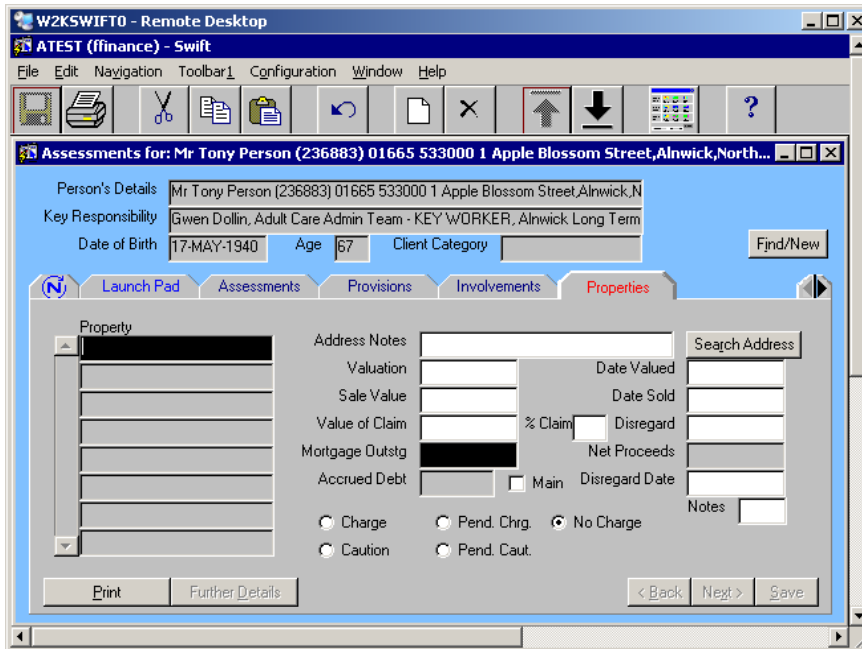 W2KSWIFT0 - Remote Desktop
ATEST (ffinance) - Swift
File Edit Navigation Toolbar1 Configuration Window Help
?
Assessments for: Mr Tony Person (236883) 01665 533000 1 Apple Blossom Street,Alnwick,North...
Person's Details Mr Tony Person (236883) 01665 533000 1 Apple Blossom Street,Alnwick,N
Key Responsibility Gwen Dollin, Adult Care Admin Team - KEY WORKER, Alnwick Long Term
Date of Birth 17-MAY-1940 Age 67 Client Category Find/New
N Launch Pad Assessments Provisions Involvements Properties
Property
Address Notes Search Address
Valuation Date Valued
Sale Value Date Sold
Value of Claim % Claim Disregard
Mortgage Outstg Net Proceeds
Accrued Debt Main Disregard Date
Notes
Charge Pend. Chrg. No Charge
Caution Pend. Caut.
Print Further Details < Back Next > Save